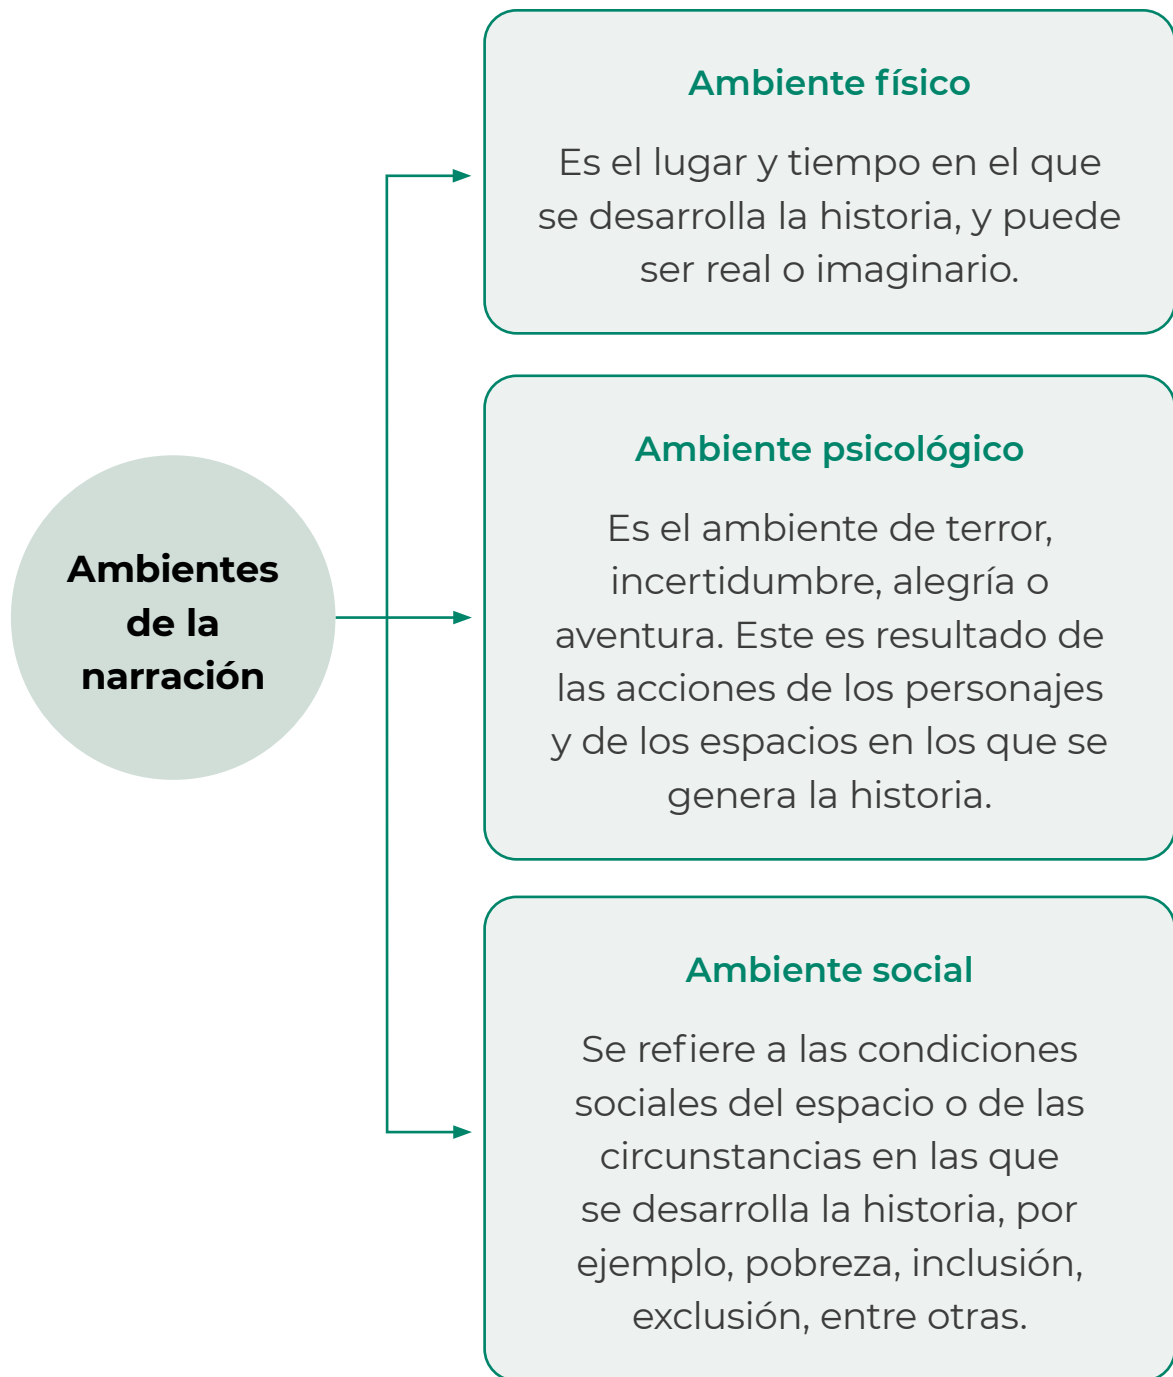 Ambiente físico
Es el lugar y tiempo en el que
se desarrolla la historia, y puede
ser real o imaginario.
Ambientes
de la
narración
Ambiente psicológico
Es el ambiente de terror,
incertidumbre, alegría o
aventura. Este es resultado de
las acciones de los personajes
y de los espacios en los que se
genera la historia.
Ambiente social
Se refiere a las condiciones
sociales del espacio o de las
circunstancias en las que
se desarrolla la historia, por
ejemplo, pobreza, inclusión,
exclusión, entre otras.